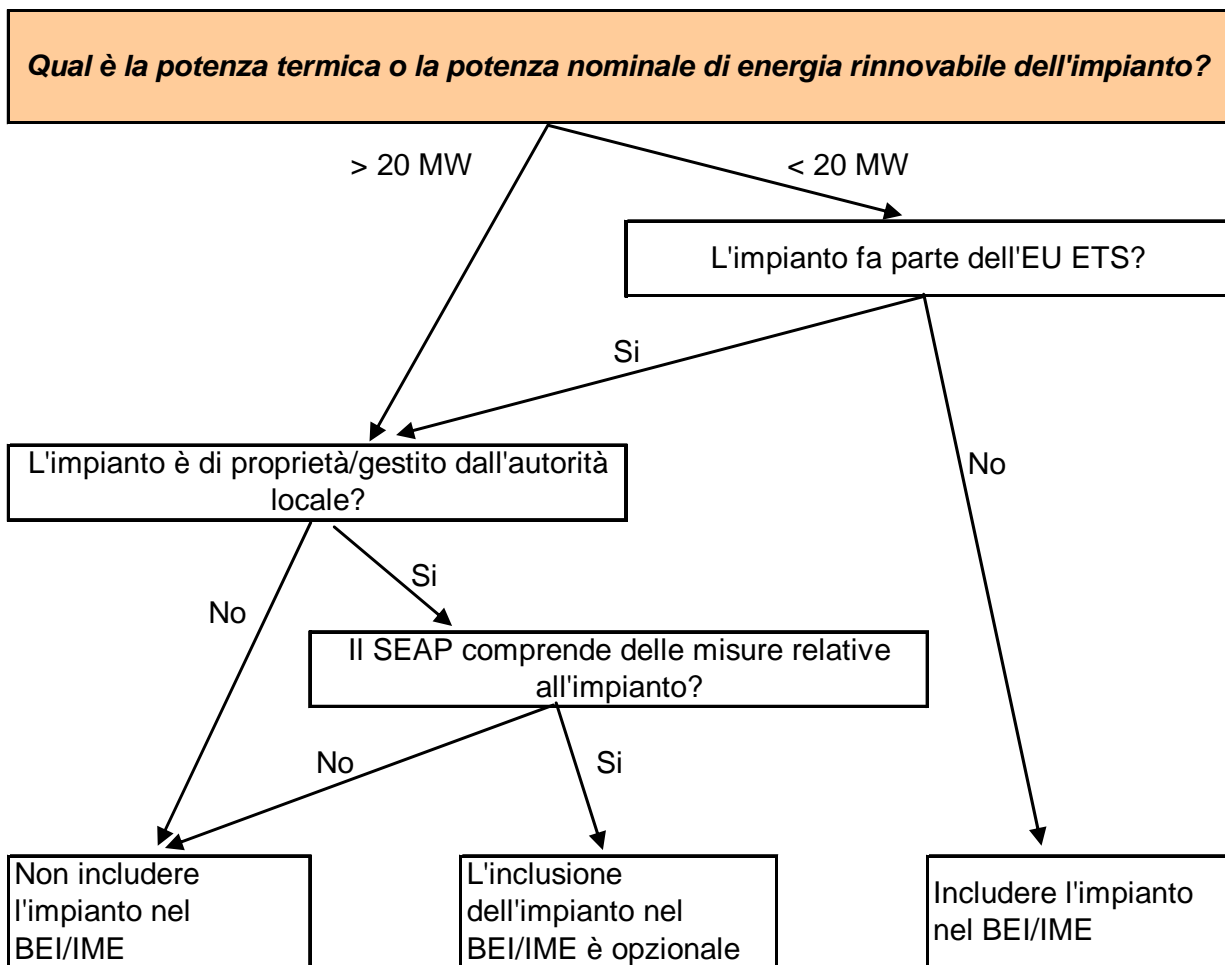 Qual è la potenza termica o la potenza nominale di energia rinnovabile dell'impianto?
> 20 MW
< 20 MW
L'impianto fa parte dell'EU ETS?
Si
L'impianto è di proprietà/gestito dall'autorità
locale?
No
Si
No
Il SEAP comprende delle misure relative
all'impianto?
No
Si
Non includere
l'impianto nel
BEI/IME
L'inclusione
dell'impianto nel
BEI/IME è opzionale
Includere l'impianto
nel BEI/IME